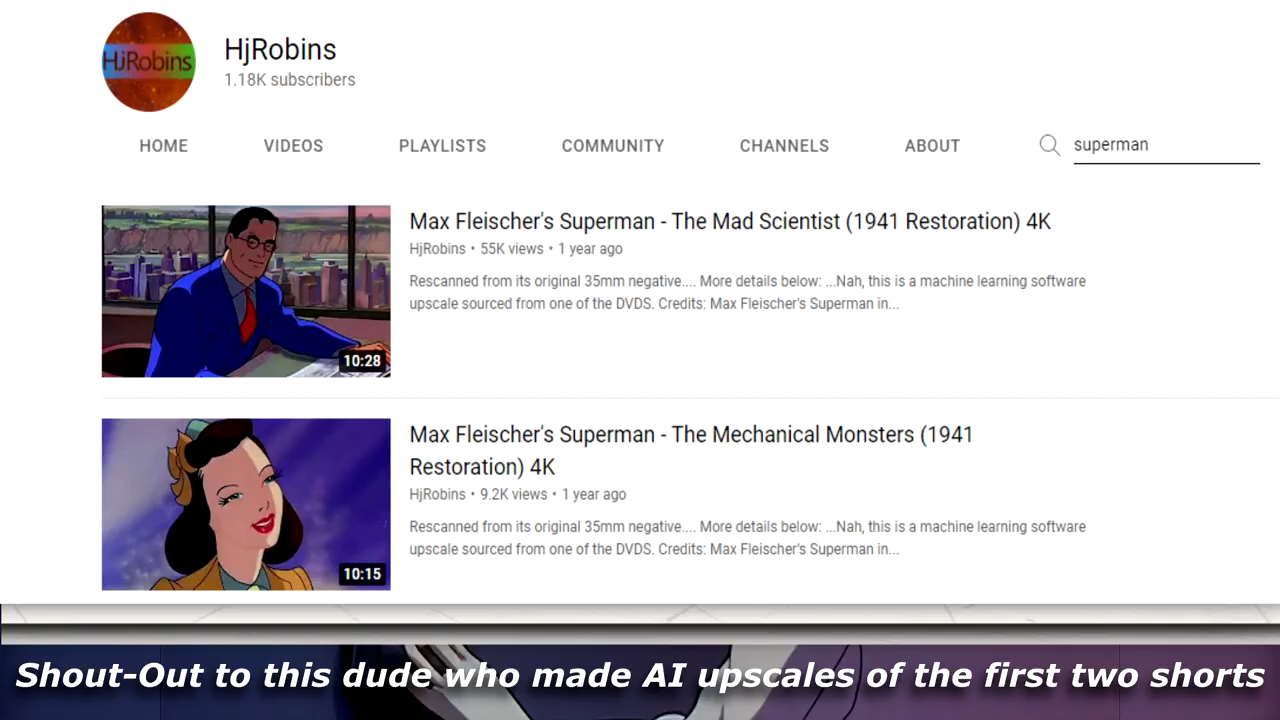 HjRobins
HjRobins
1.18K subscribers
HOME VIDEOS PLAYLISTS COMMUNITY CHANNELS ABOUT superman
Max Fleischer's Superman - The Mad Scientist (1941 Restoration) 4K
HjRobins • 55K views • 1 year ago
Rescanned from its original 35mm negative.... More details below: ...Nah, this is a machine learning software
upscale sourced from one of the DVDS. Credits: Max Fleischer's Superman in...
10:28
Max Fleischer's Superman - The Mechanical Monsters (1941
Restoration) 4K
HjRobins • 9.2K views • 1 year ago
Rescanned from its original 35mm negative.... More details below: ...Nah, this is a machine learning software
upscale sourced from one of the DVDS. Credits: Max Fleischer's Superman in...
10:15
Shout-Out to this dude who made AI upscales of the first two shorts